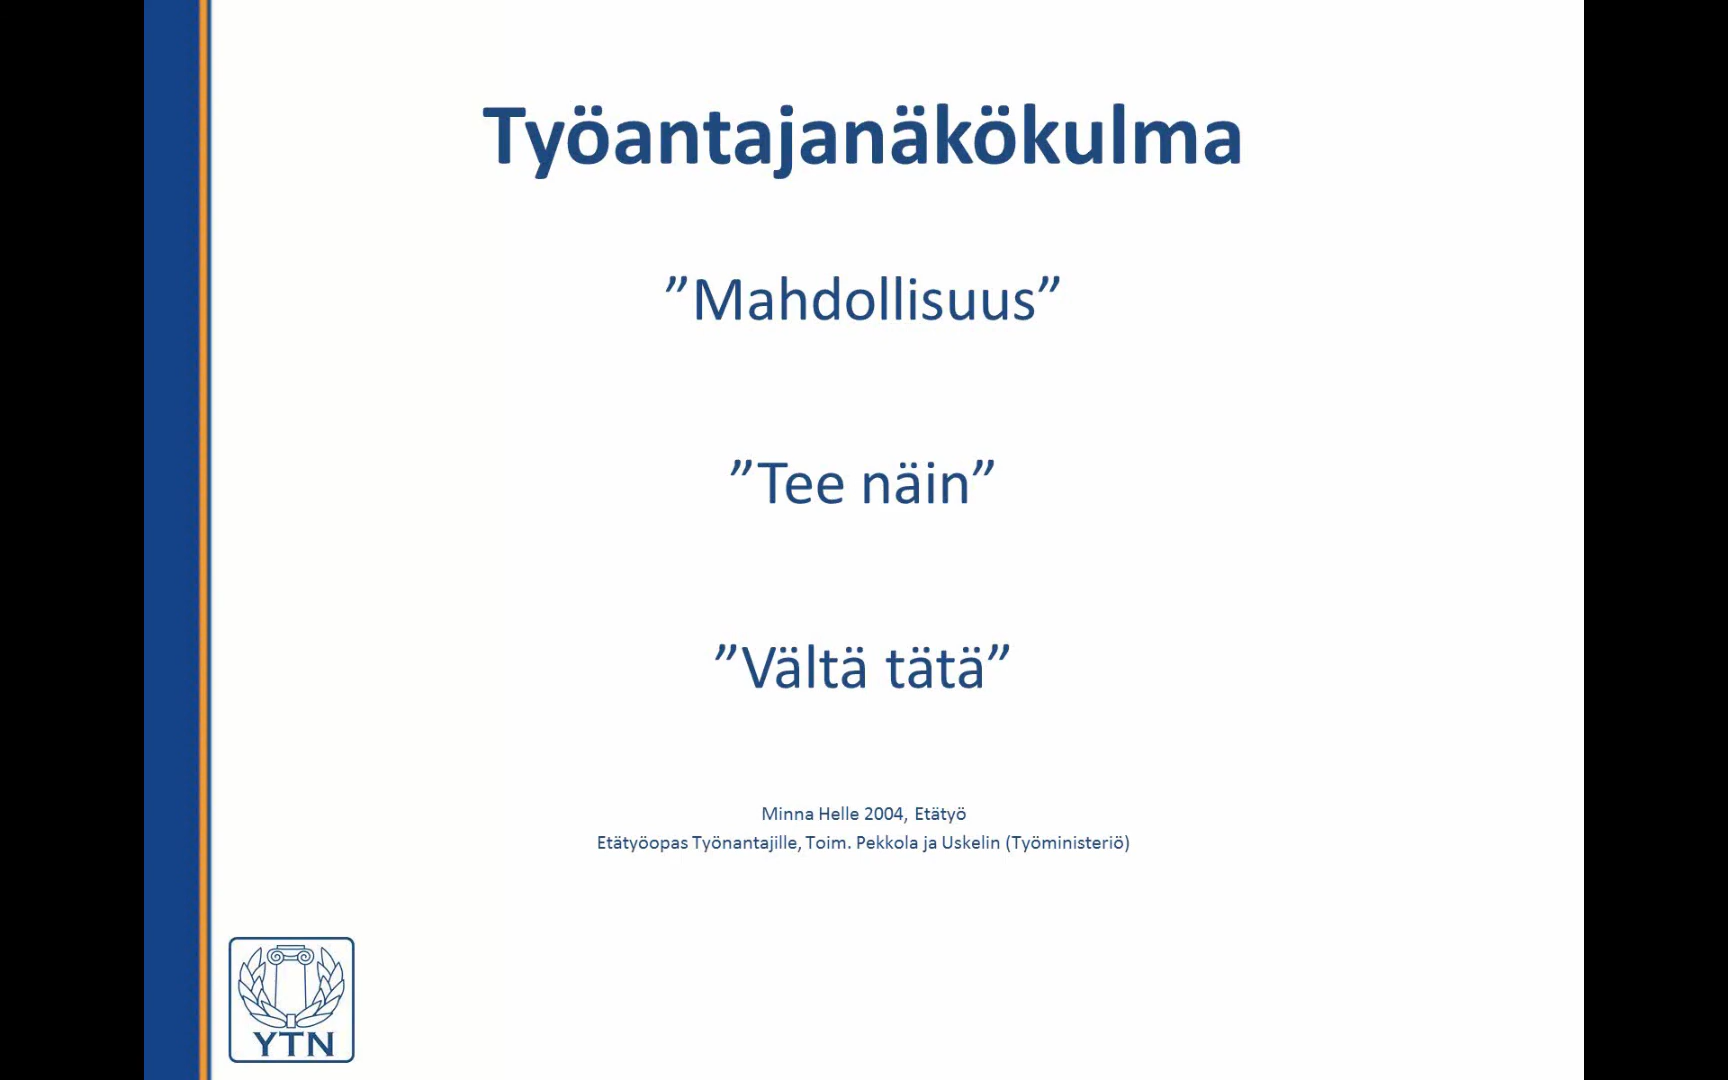 Työantajanäkökulma
”Mahdollisuus”
”Tee näin”
”Vältä tätä”
Minna Helle 2004, Etätyö
Etätyöopas Työnantajille, Toim. Pekkola ja Uskelin (Työministeriö)
YTN